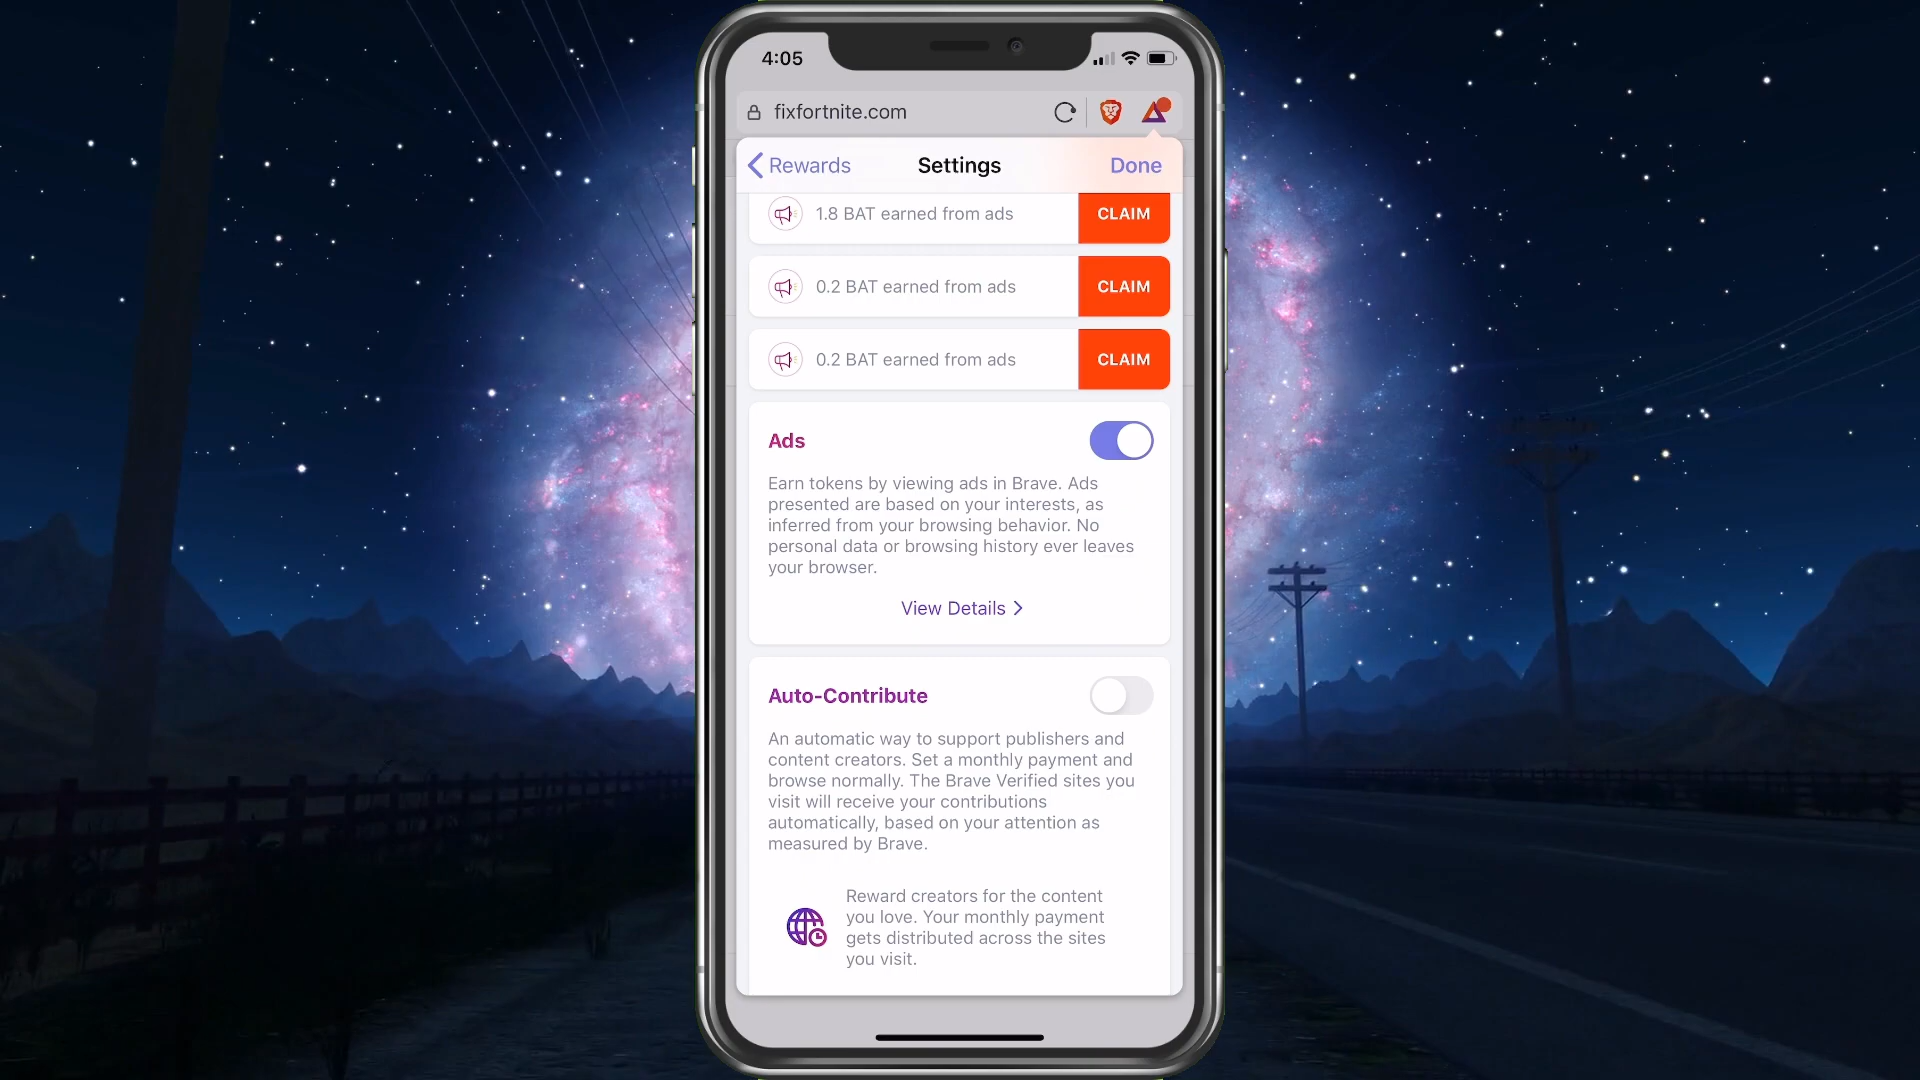 4:05
fixfortnite.com
Rewards
Settings
Done
1.8 BAT earned from ads
CLAIM
0.2 BAT earned from ads
CLAIM
0.2 BAT earned from ads
CLAIM
Ads
Earn tokens by viewing ads in Brave. Ads
presented are based on your interests, as
inferred from your browsing behavior. No
personal data or browsing history ever leaves
your browser.
View Details
Auto-Contribute
An automatic way to support publishers and
content creators. Set a monthly payment and
browse normally. The Brave Verified sites you
visit will receive your contributions
automatically, based on your attention as
measured by Brave.
Reward creators for the content
you love. Your monthly payment
gets distributed across the sites
you visit.